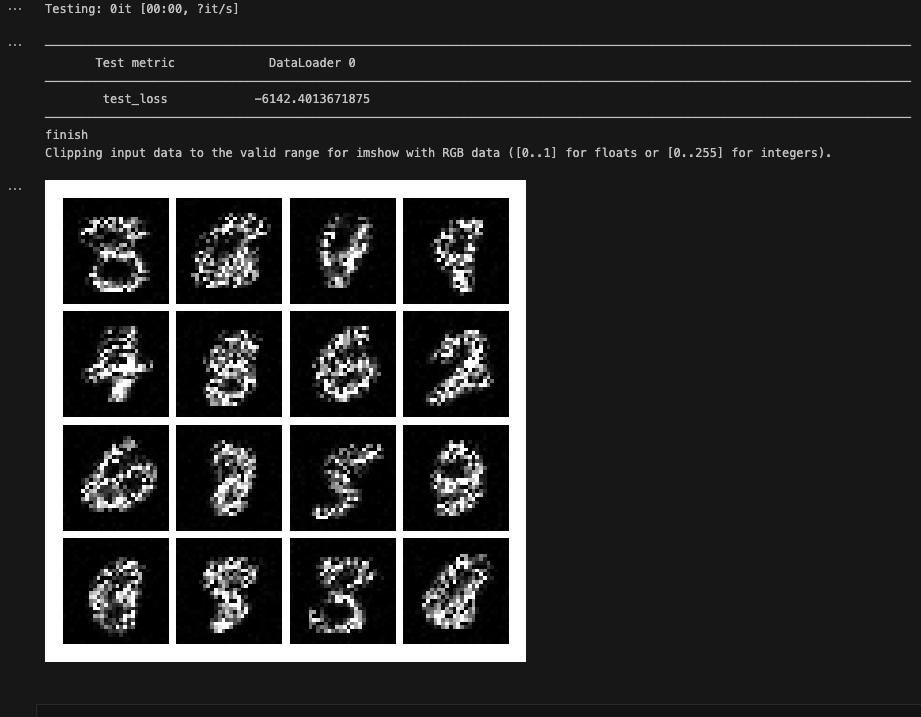 Testing: 0it [00:00, ?it/s]
Test metric DataLoader 0
test_loss -6142.4013671875
finish
Clipping input data to the valid range for imshow with RGB data ([0..1] for floats or [0..255] for integers).